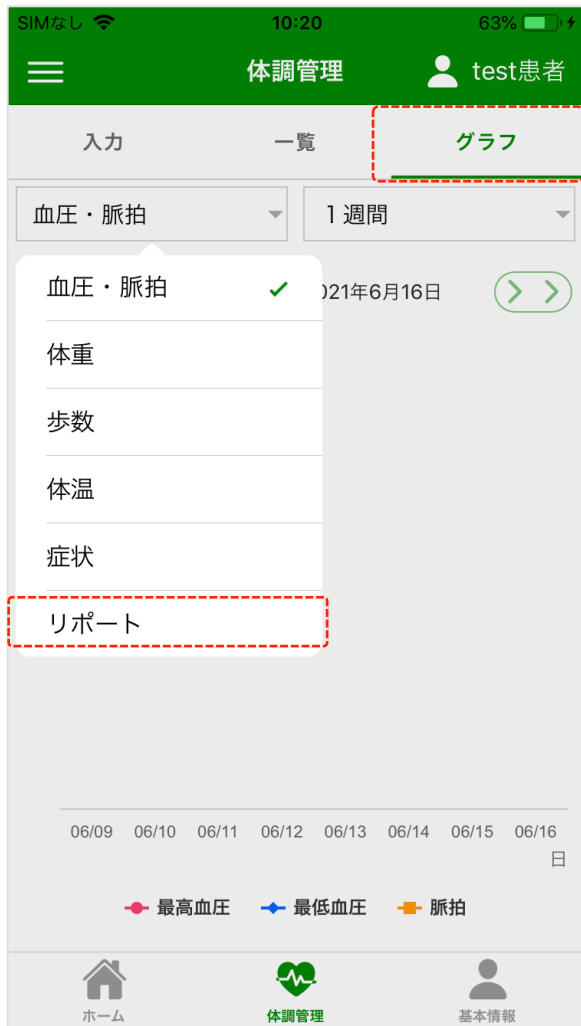 SIMなし 10:20 63%
体調管理 test患者
入力 一覧 グラフ
血圧・脈拍 1週間
血圧・脈拍
021年6月16日
体重
歩数
体温
症状
リポート
06/09 06/10 06/11 06/12 06/13 06/14 06/15 06/16
日
最高血圧 最低血圧 脈拍
ホーム 体調管理 基本情報